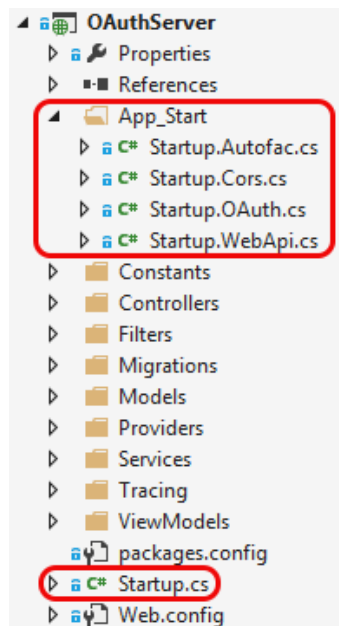 OAuthServer
Properties
References
App_Start
C# Startup.Autofac.cs
C# Startup.Cors.cs
C# Startup.OAuth.cs
C# Startup.WebApi.cs
Constants
Controllers
Filters
Migrations
Models
Providers
Services
Tracing
ViewModels
packages.config
C# Startup.cs
Web.config